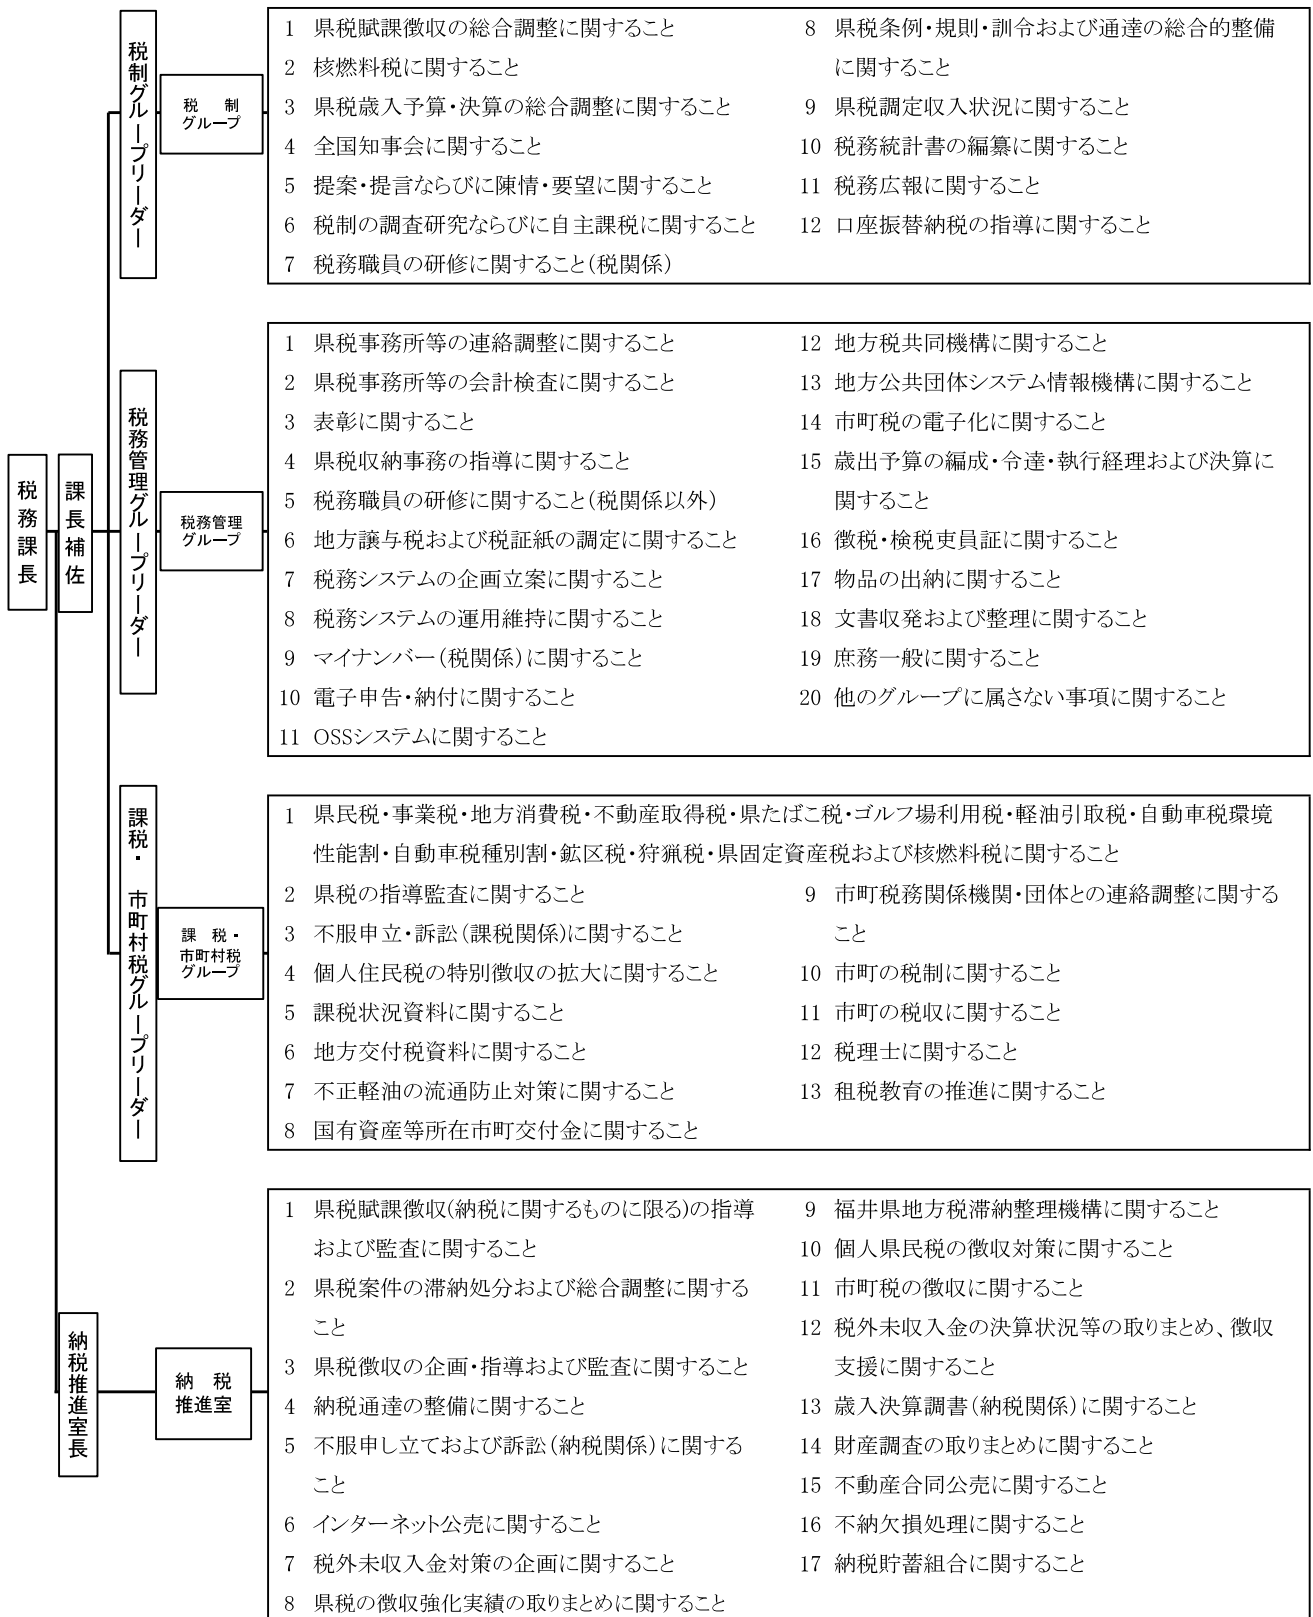 税務課長
課長補佐
税制グループリーダー
税　制
グループ
1 県税賦課徴収の総合調整に関すること
2 核燃料税に関すること
3 県税歳入予算・決算の総合調整に関すること
4 全国知事会に関すること
5 提案・提言ならびに陳情・要望に関すること
6 税制の調査研究ならびに自主課税に関すること
7 税務職員の研修に関すること(税関係)
8 県税条例・規則・訓令および通達の総合的整備
に関すること
9 県税調定収入状況に関すること
10 税務統計書の編纂に関すること
11 税務広報に関すること
12 口座振替納税の指導に関すること
税務管理グループリーダー
税務管理
グループ
1 県税事務所等の連絡調整に関すること
2 県税事務所等の会計検査に関すること
3 表彰に関すること
4 県税収納事務の指導に関すること
5 税務職員の研修に関すること(税関係以外)
6 地方譲与税および税証紙の調定に関すること
7 税務システムの企画立案に関すること
8 税務システムの運用維持に関すること
9 マイナンバー(税関係)に関すること
10 電子申告・納付に関すること
11 OSSシステムに関すること
12 地方税共同機構に関すること
13 地方公共団体システム情報機構に関すること
14 市町税の電子化に関すること
15 歳出予算の編成・令達・執行経理および決算に
関すること
16 徴税・検税吏員証に関すること
17 物品の出納に関すること
18 文書収発および整理に関すること
19 庶務一般に関すること
20 他のグループに属さない事項に関すること
課税・市町村税グループリーダー
課　税・
市町村税
グループ
1 県民税・事業税・地方消費税・不動産取得税・県たばこ税・ゴルフ場利用税・軽油引取税・自動車税環境
性能割・自動車税種別割・鉱区税・狩猟税・県固定資産税および核燃料税に関すること
2 県税の指導監査に関すること
3 不服申立・訴訟(課税関係)に関すること
4 個人住民税の特別徴収の拡大に関すること
5 課税状況資料に関すること
6 地方交付税資料に関すること
7 不正軽油の流通防止対策に関すること
8 国有資産等所在市町交付金に関すること
9 市町税務関係機関・団体との連絡調整に関する
こと
10 市町の税制に関すること
11 市町の税収に関すること
12 税理士に関すること
13 租税教育の推進に関すること
納税推進室長
納　税
推進室
1 県税賦課徴収(納税に関するものに限る)の指導
および監査に関すること
2 県税案件の滞納処分および総合調整に関する
こと
3 県税徴収の企画・指導および監査に関すること
4 納税通達の整備に関すること
5 不服申し立ておよび訴訟(納税関係)に関する
こと
6 インターネット公売に関すること
7 税外未収入金対策の企画に関すること
8 県税の徴収強化実績の取りまとめに関すること
9 福井県地方税滞納整理機構に関すること
10 個人県民税の徴収対策に関すること
11 市町税の徴収に関すること
12 税外未収入金の決算状況等の取りまとめ、徴収
支援に関すること
13 歳入決算調書(納税関係)に関すること
14 財産調査の取りまとめに関すること
15 不動産合同公売に関すること
16 不納欠損処理に関すること
17 納税貯蓄組合に関すること